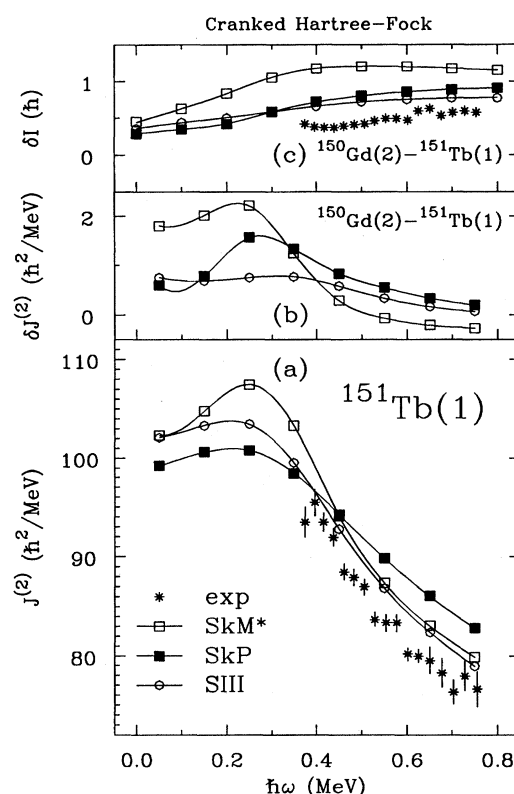 Cranked Hartree-Fock
δI (ħ)
1
0
(c) ¹⁵⁰Gd(2)-¹⁵¹Tb(1)
δJ⁽²⁾ (ħ²/MeV)
2
0
¹⁵⁰Gd(2)-¹⁵¹Tb(1)
(b)
J⁽²⁾ (ħ²/MeV)
110
100
90
80
(a)
¹⁵¹Tb(1)
exp
SkM*
SkP
SIII
0.0 0.2 0.4 0.6 0.8
ħω (MeV)